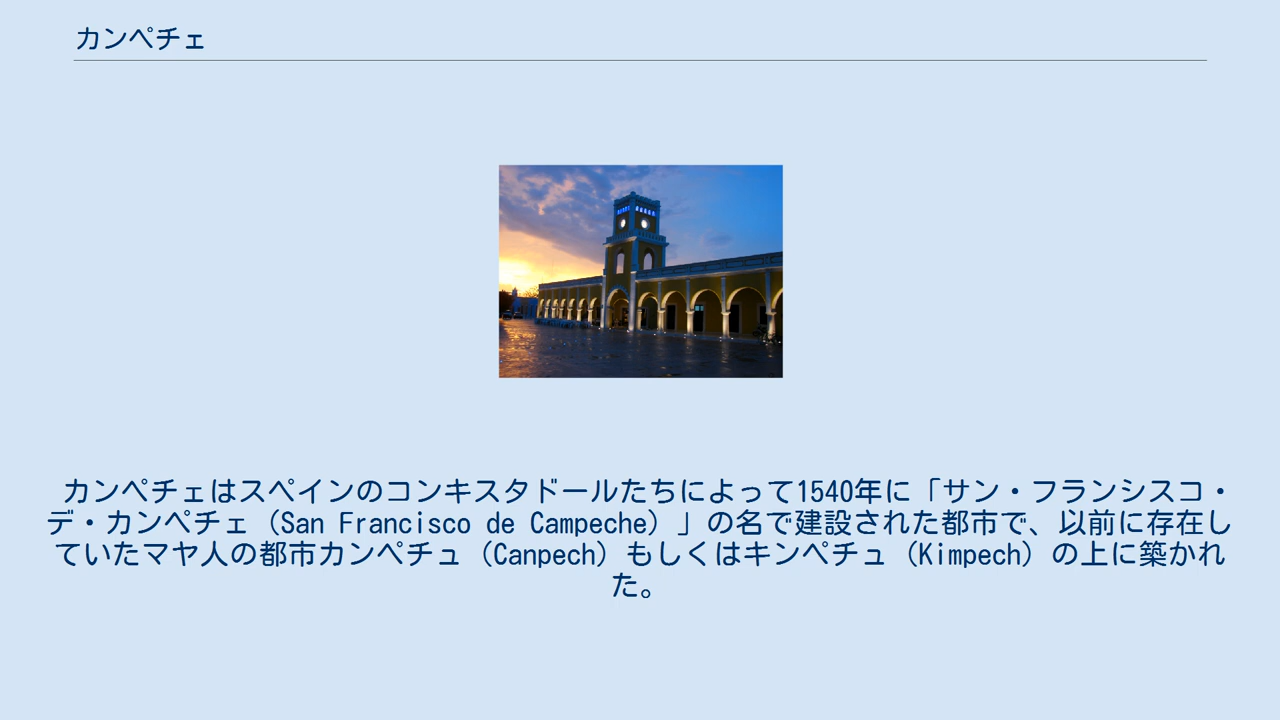 カンペチェ
カンペチェはスペインのコンキスタドールたちによって1540年に「サン・フランシスコ・
デ・カンペチェ（San Francisco de Campeche）」の名で建設された都市で、以前に存在し
ていたマヤ人の都市カンペチュ（Canpech）もしくはキンペチュ（Kimpech）の上に築かれ
た。